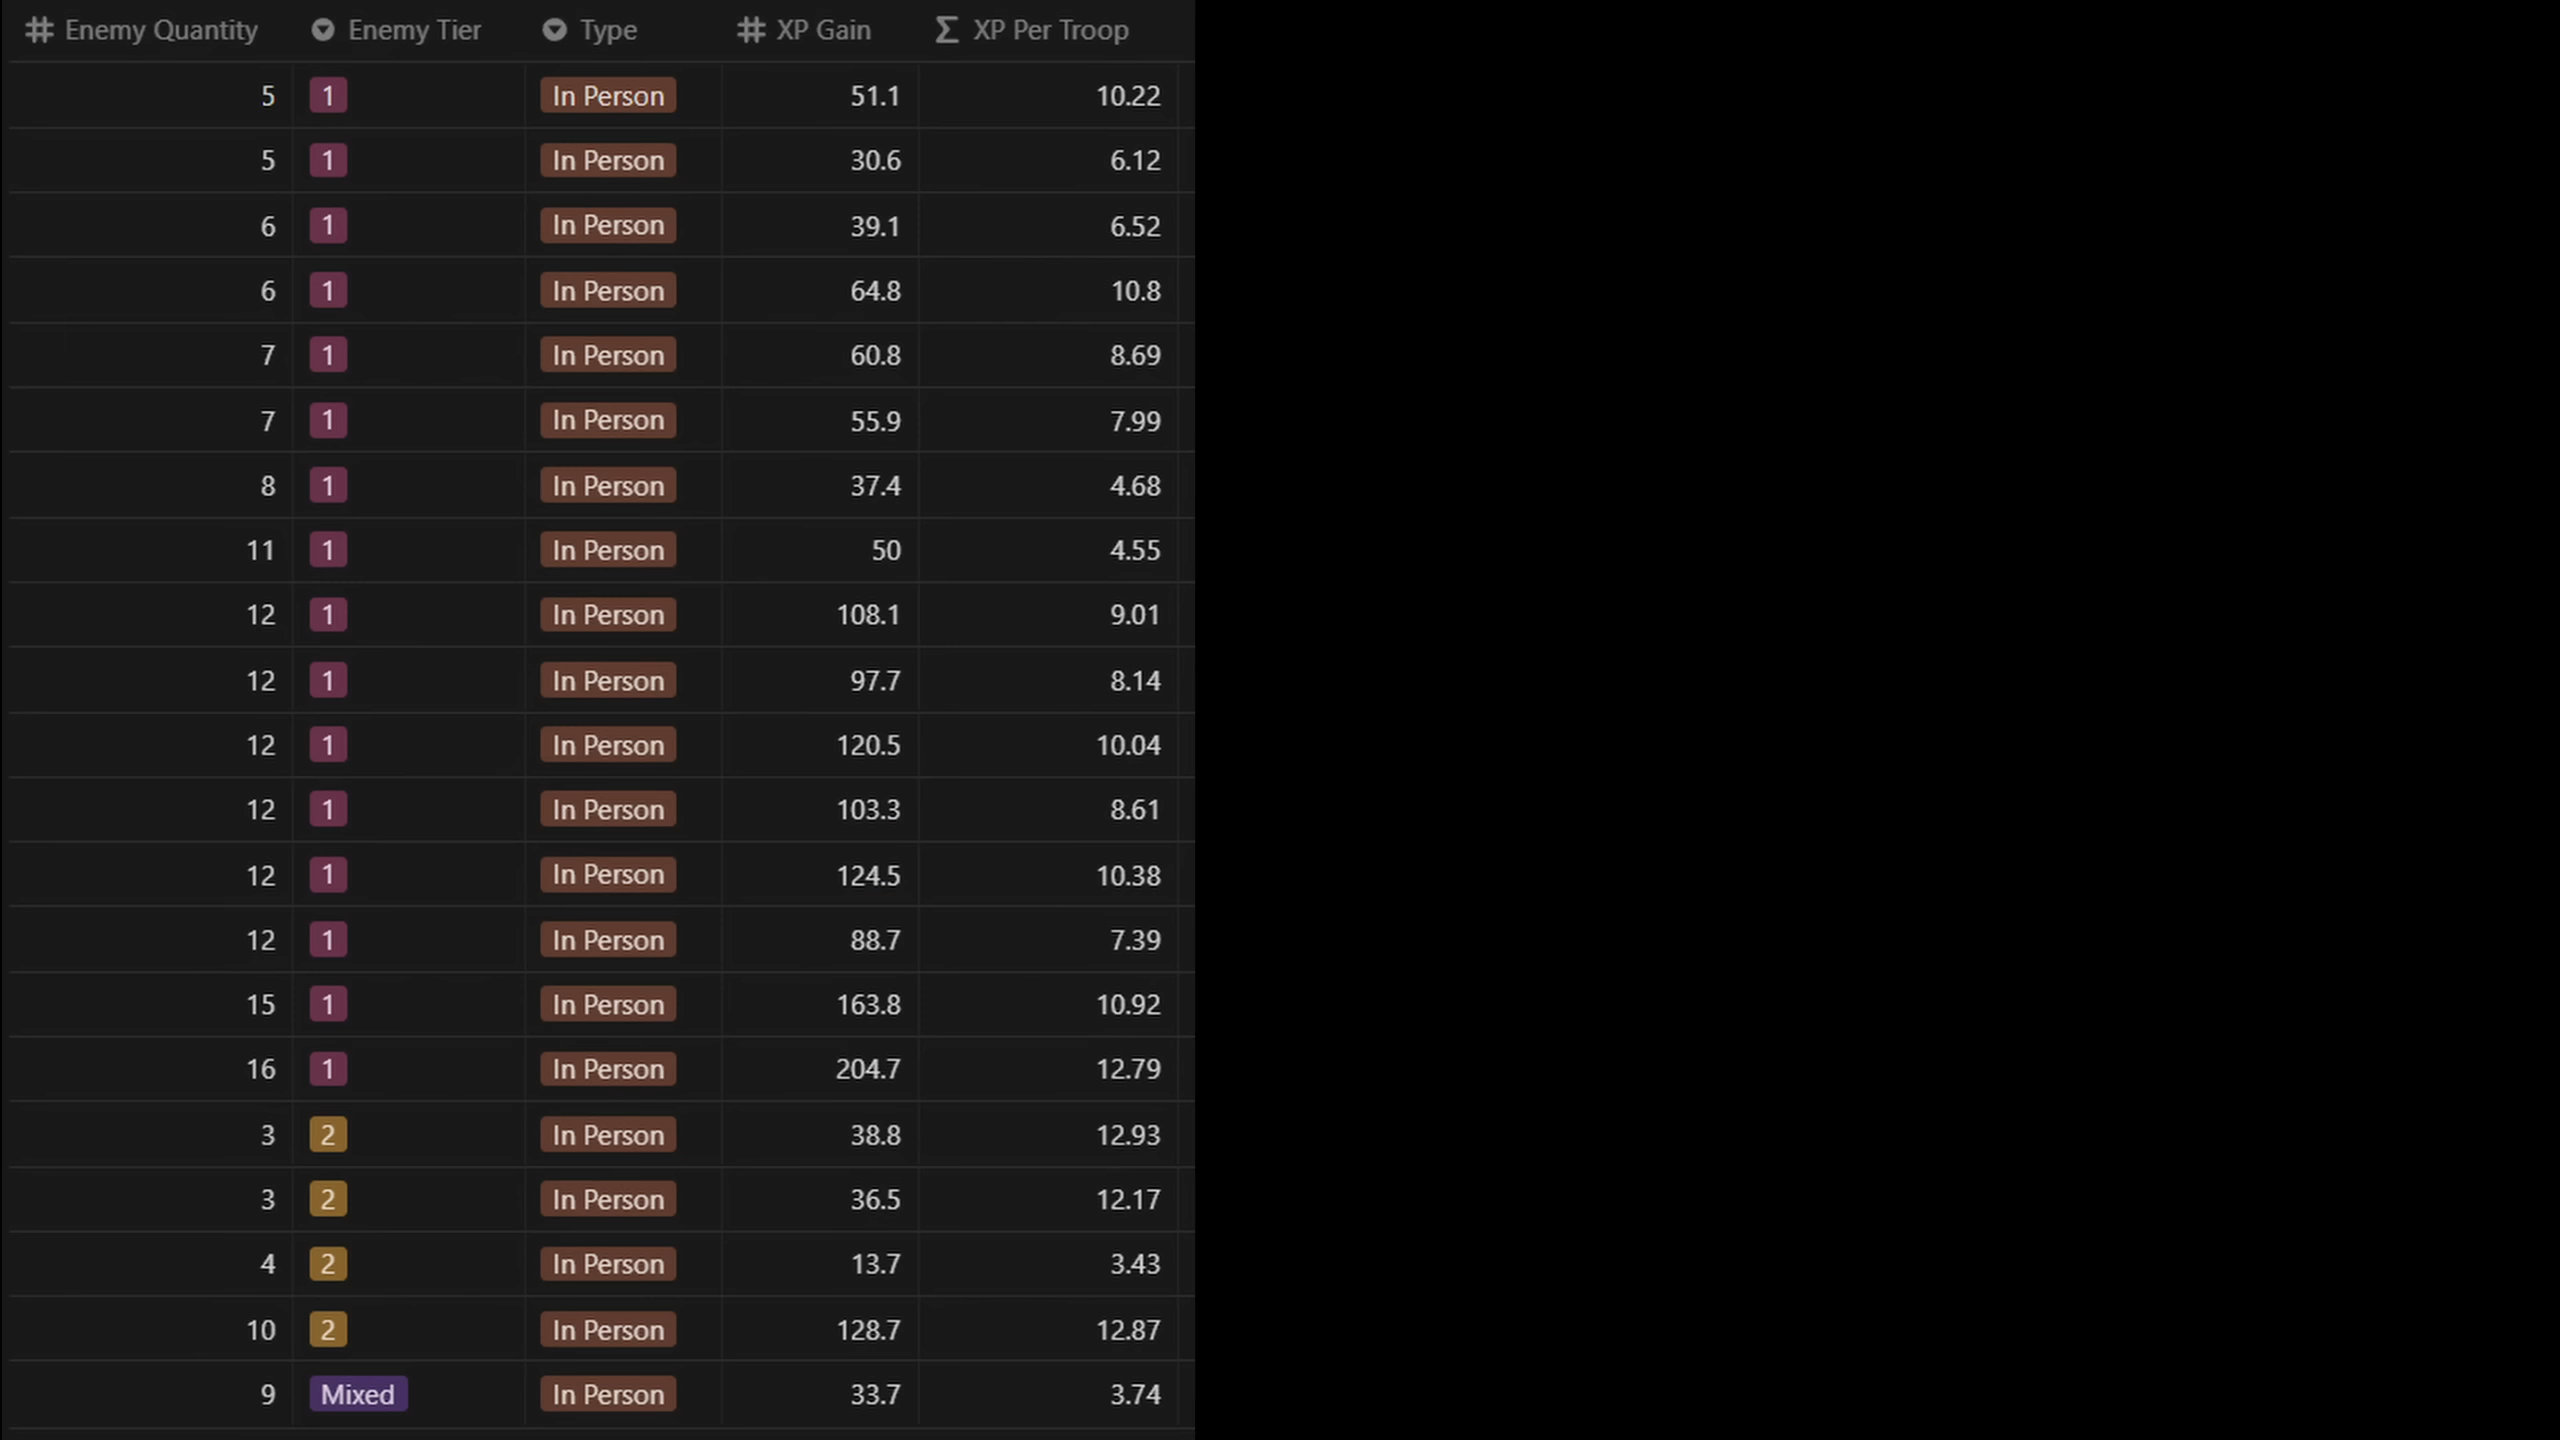 Enemy Quantity Enemy Tier Type XP Gain Σ XP Per Troop
5 1 In Person 51.1 10.22
5 1 In Person 30.6 6.12
6 1 In Person 39.1 6.52
6 1 In Person 64.8 10.8
7 1 In Person 60.8 8.69
7 1 In Person 55.9 7.99
8 1 In Person 37.4 4.68
11 1 In Person 50 4.55
12 1 In Person 108.1 9.01
12 1 In Person 97.7 8.14
12 1 In Person 120.5 10.04
12 1 In Person 103.3 8.61
12 1 In Person 124.5 10.38
12 1 In Person 88.7 7.39
15 1 In Person 163.8 10.92
16 1 In Person 204.7 12.79
3 2 In Person 38.8 12.93
3 2 In Person 36.5 12.17
4 2 In Person 13.7 3.43
10 2 In Person 128.7 12.87
9 Mixed In Person 33.7 3.74